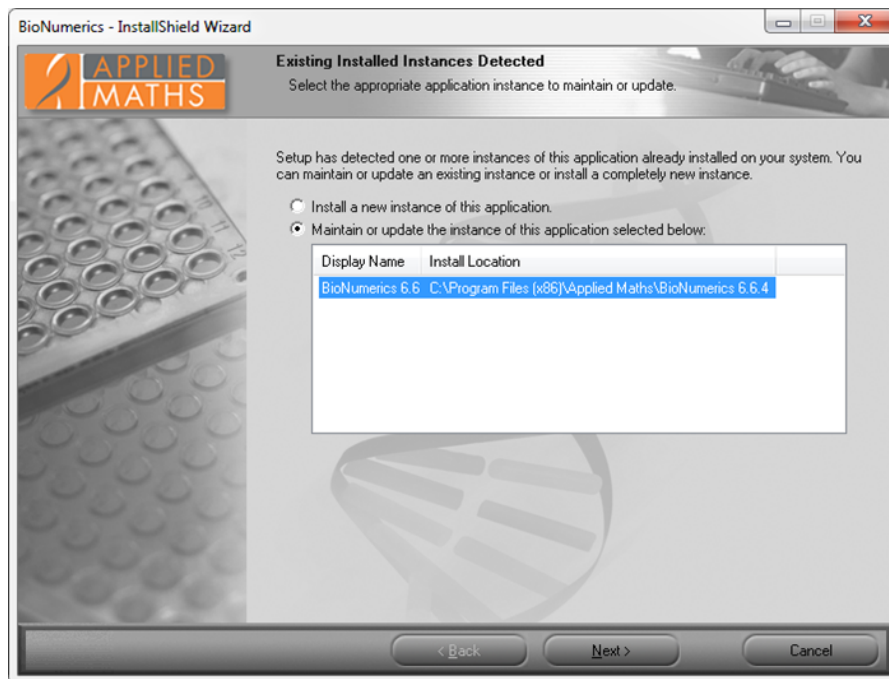 BioNumerics - InstallShield Wizard
APPLIED
MATHS
Existing Installed Instances Detected
Select the appropriate application instance to maintain or update.
Setup has detected one or more instances of this application already installed on your system. You
can maintain or update an existing instance or install a completely new instance.
Install a new instance of this application.
Maintain or update the instance of this application selected below:
Display Name Install Location
BioNumerics 6.6 C:\Program Files (x86)\Applied Maths\BioNumerics 6.6.4
10
11
12
< Back Next > Cancel